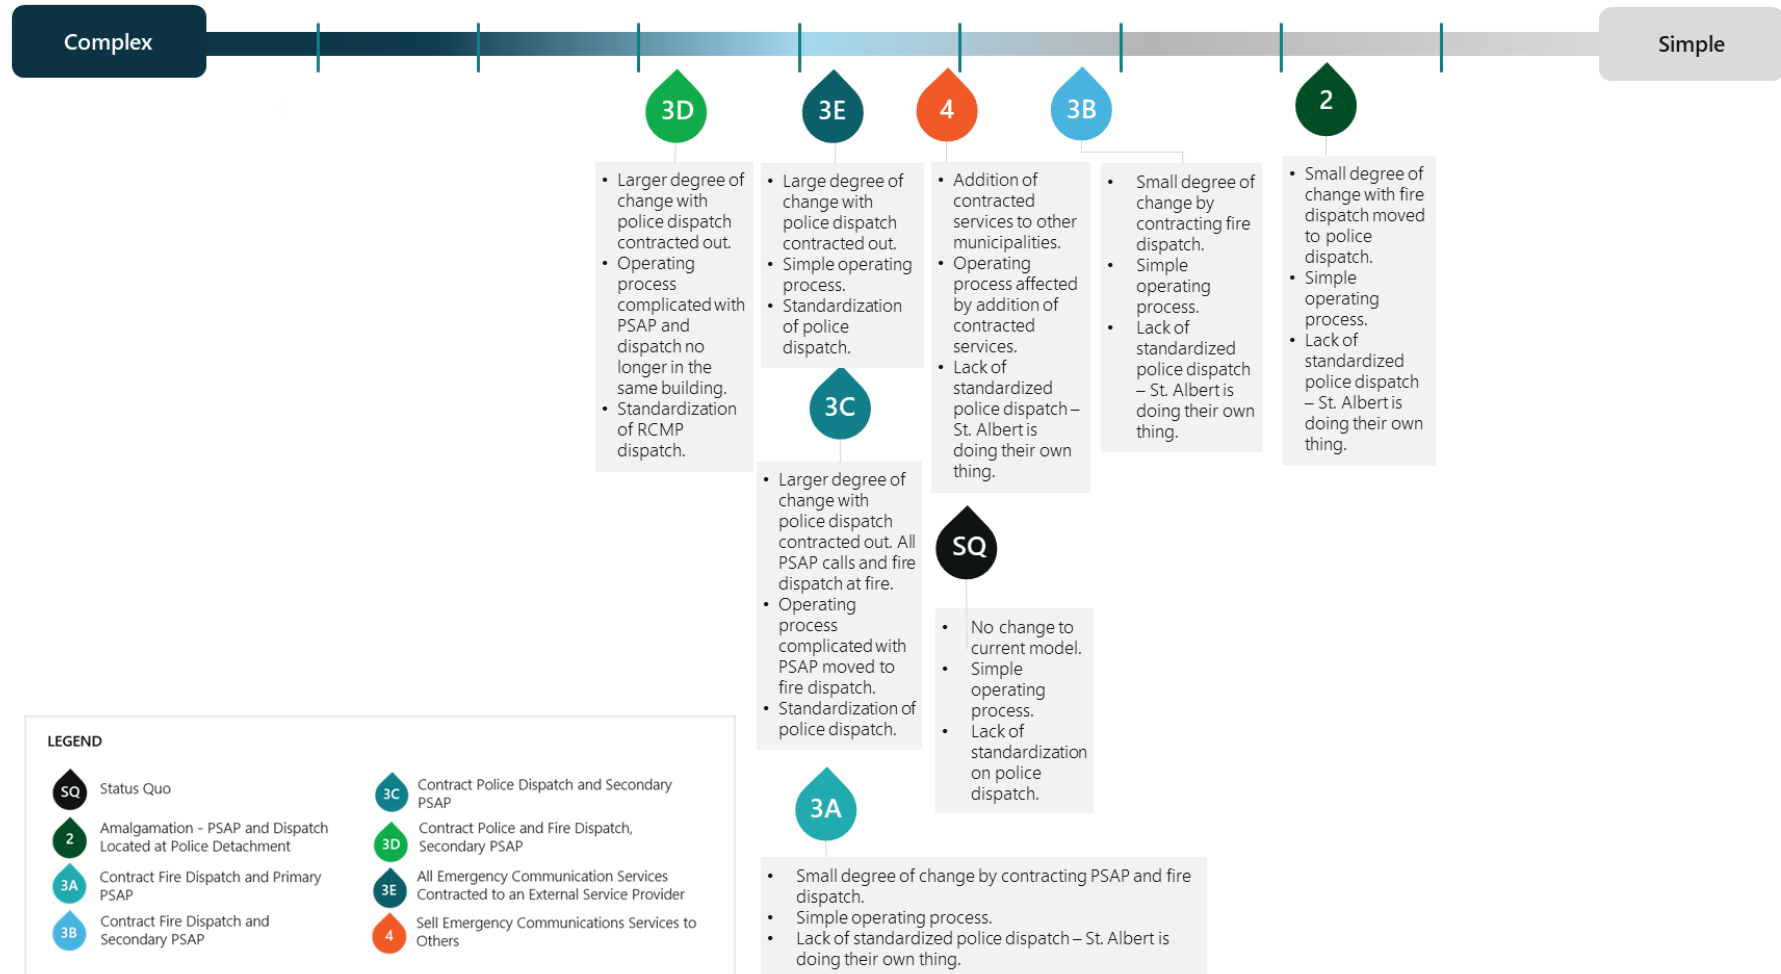 Complex
Simple
3D
3E
4
3B
2
• Larger degree of
change with
police dispatch
contracted out.
• Operating
process
complicated with
PSAP and
dispatch no
longer in the
same building.
• Standardization
of RCMP
dispatch.
• Large degree of
change with
police dispatch
contracted out.
• Simple operating
process.
• Standardization
of police
dispatch.
• Addition of
contracted
services to other
municipalities.
• Operating
process affected
by addition of
contracted
services.
• Lack of
standardized
police dispatch –
St. Albert is
doing their own
thing.
• Small degree of
change by
contracting fire
dispatch.
• Simple
operating
process.
• Lack of
standardized
police dispatch
– St. Albert is
doing their own
thing.
• Small degree of
change with fire
dispatch moved
to police
dispatch.
• Simple
operating
process.
• Lack of
standardized
police dispatch
– St. Albert is
doing their own
thing.
3C
• Larger degree of
change with
police dispatch
contracted out. All
PSAP calls and fire
dispatch at fire.
• Operating
process
complicated with
PSAP moved to
fire dispatch.
• Standardization of
police dispatch.
SQ
• No change to
current model.
• Simple
operating
process.
• Lack of
standardization
on police
dispatch.
3A
• Small degree of change by contracting PSAP and fire
dispatch.
• Simple operating process.
• Lack of standardized police dispatch – St. Albert is
doing their own thing.
LEGEND
SQ
Status Quo
2
Amalgamation - PSAP and Dispatch
Located at Police Detachment
3A
Contract Fire Dispatch and Primary
PSAP
3B
Contract Fire Dispatch and
Secondary PSAP
3C
Contract Police Dispatch and Secondary
PSAP
3D
Contract Police and Fire Dispatch,
Secondary PSAP
3E
All Emergency Communication Services
Contracted to an External Service Provider
4
Sell Emergency Communications Services to
Others